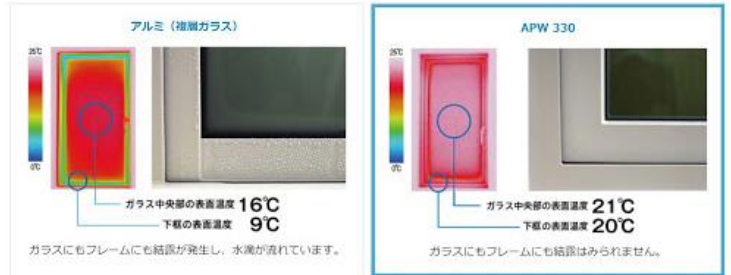 アルミ（複層ガラス）
25℃
0℃
ガラス中央部の表面温度 16℃
下框の表面温度 9℃
ガラスにもフレームにも結露が発生し、水滴が流れています。
APW 330
25℃
0℃
ガラス中央部の表面温度 21℃
下框の表面温度 20℃
ガラスにもフレームにも結露はみられません。